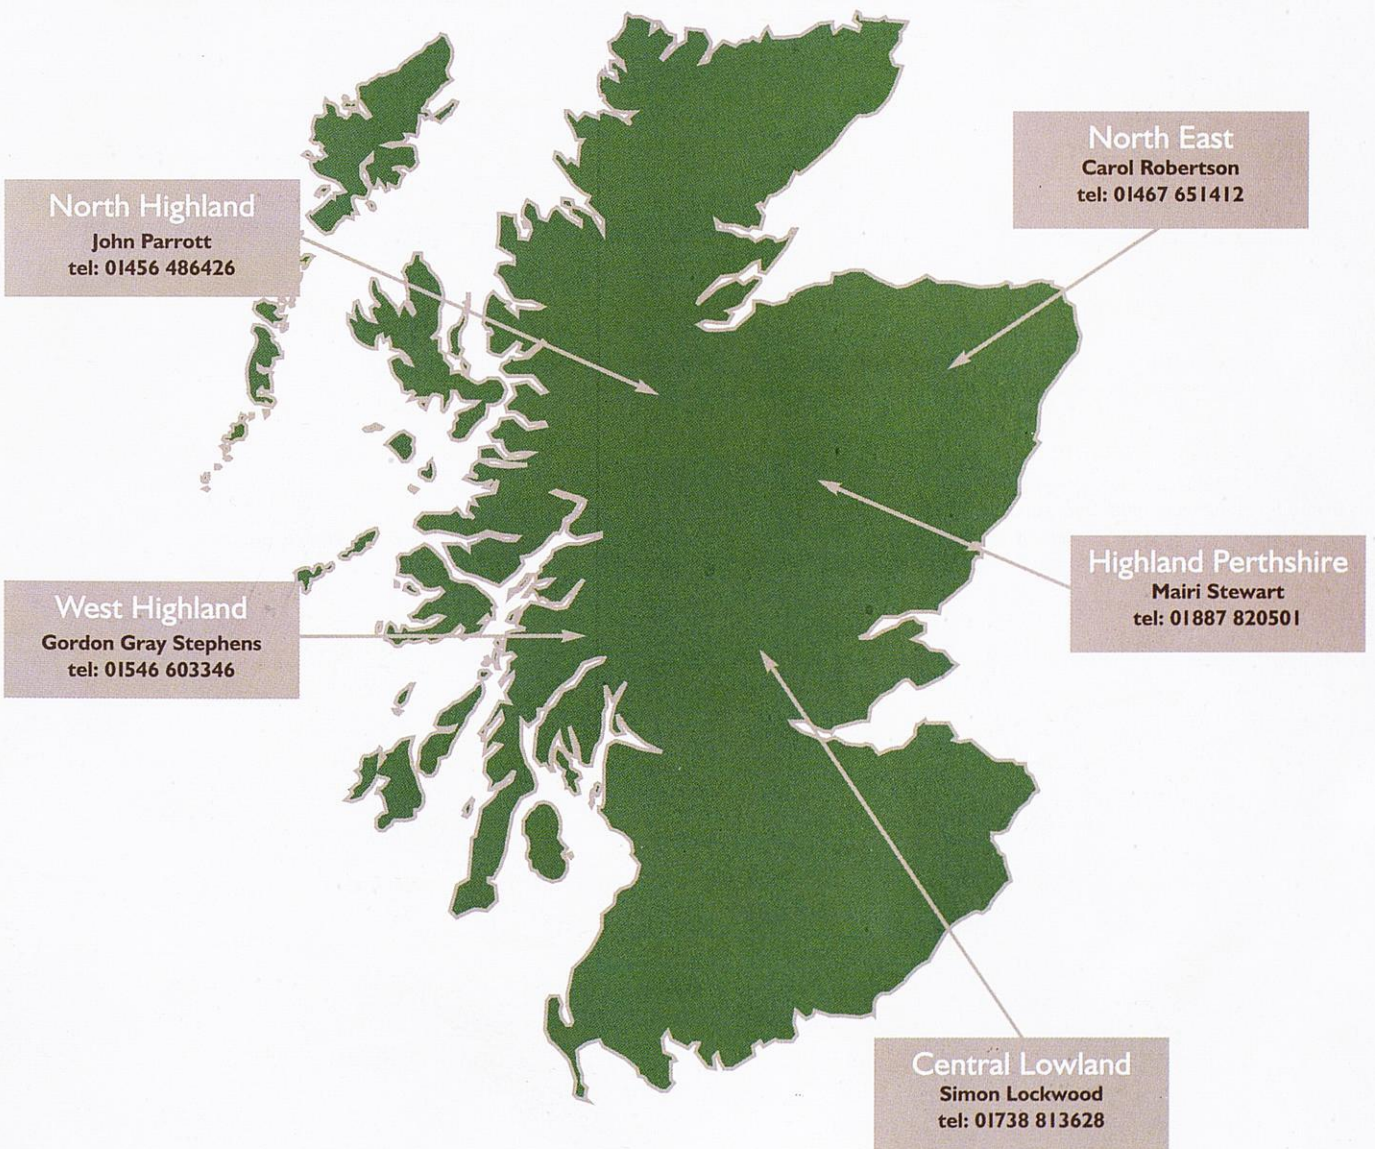 North East
Carol Robertson
tel: 01467 651412
North Highland
John Parrott
tel: 01456 486426
Highland Perthshire
Mairi Stewart
tel: 01887 820501
West Highland
Gordon Gray Stephens
tel: 01546 603346
Central Lowland
Simon Lockwood
tel: 01738 813628